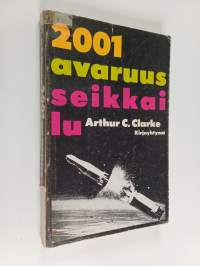 2001
avaruus
seikkai
lu
Arthur C. Clarke
Kirjayhtymä